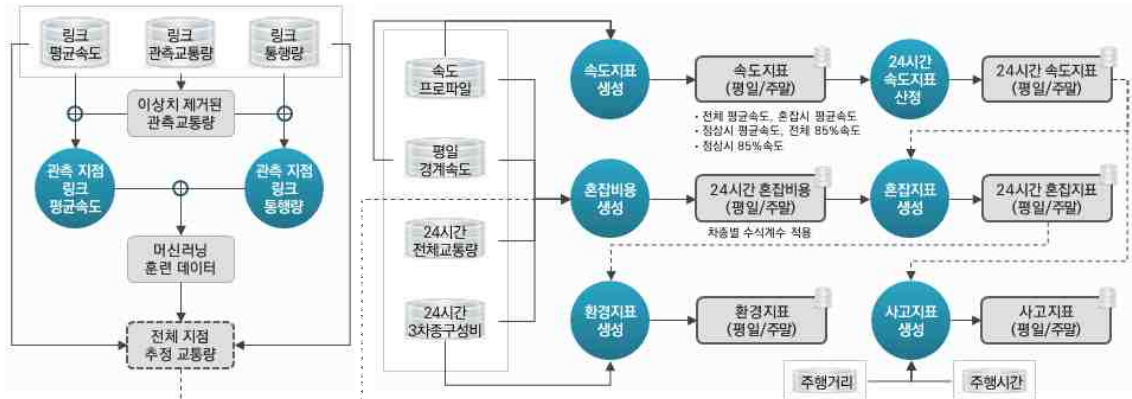 링크
평균속도
링크
관측교통량
링크
통행량
이상치 제거된
관측교통량
관측 지점
링크
평균속도
관측 지점
링크
통행량
머신러닝
훈련 데이터
전체 지점
추정 교통량
속도
프로파일
평일
경계속도
24시간
전체교통량
24시간
3차종구성비
속도지표
생성
속도지표
(평일/주말)
• 전체 평균속도, 혼잡시 평균속도
• 정상시 평균속도, 전체 85%속도
• 정상시 85%속도
24시간
속도지표
산정
24시간 속도지표
(평일/주말)
혼잡비용
생성
24시간 혼잡비용
(평일/주말)
차종별 수식계수 적용
혼잡지표
생성
24시간 혼잡지표
(평일/주말)
환경지표
생성
환경지표
(평일/주말)
사고지표
생성
사고지표
(평일/주말)
주행거리
주행시간